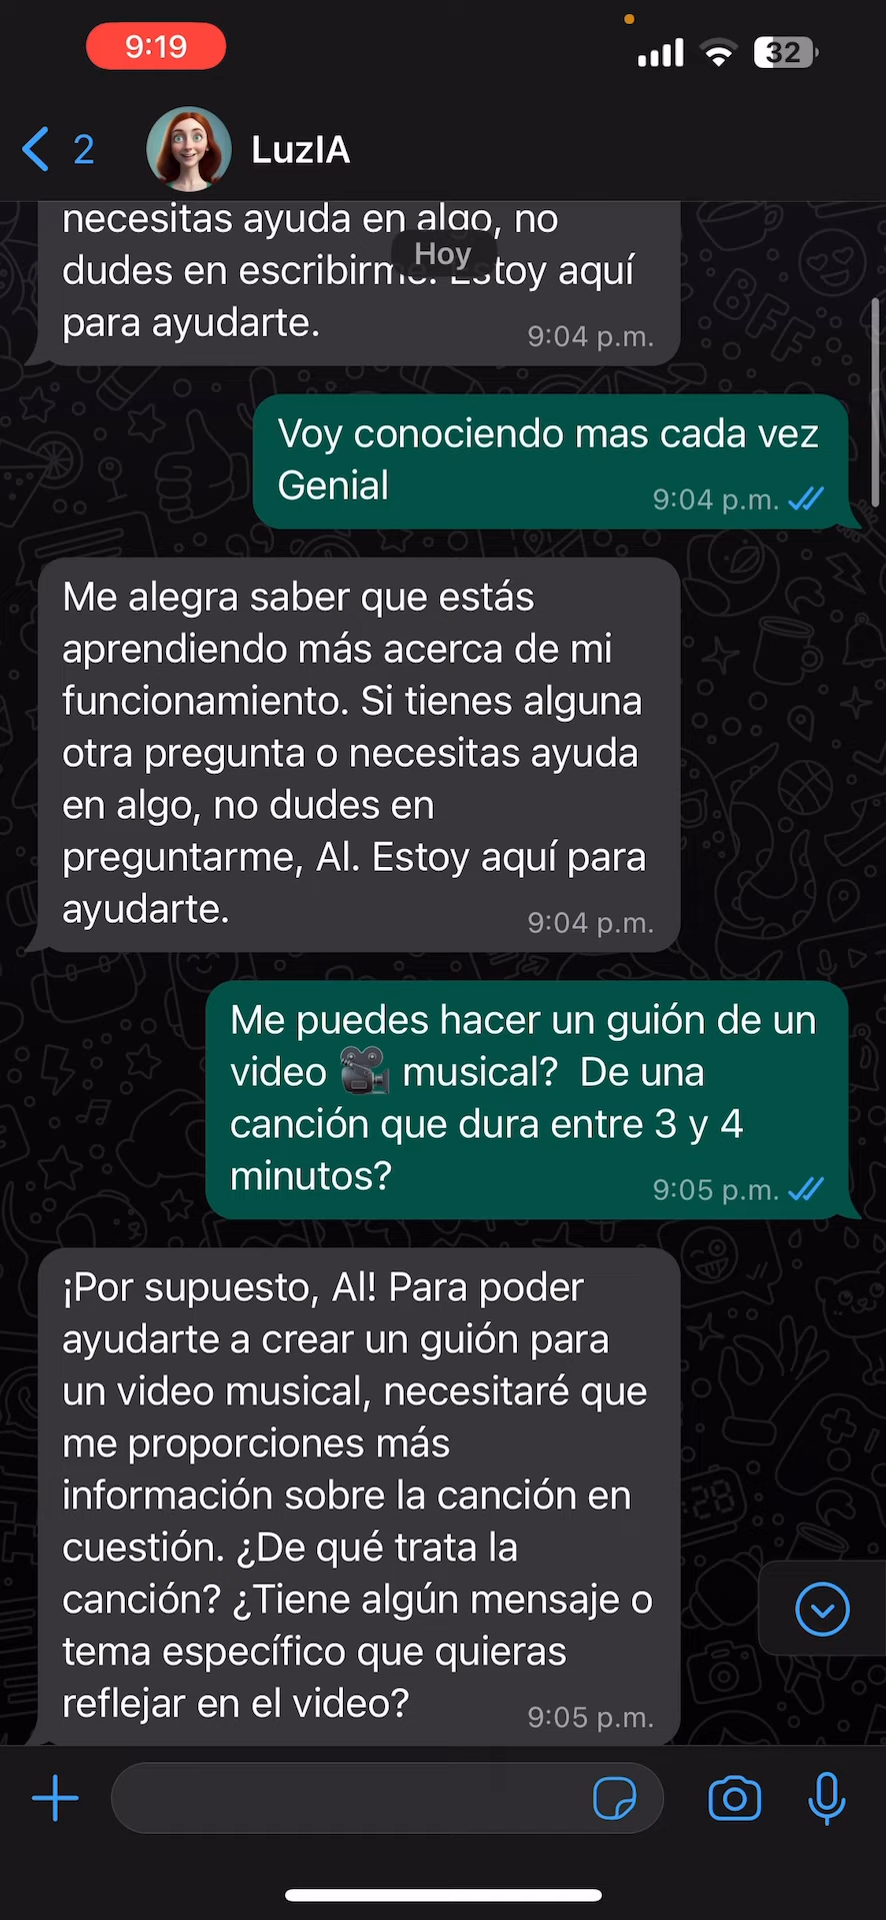 9:19
32
2
LuzIA
necesitas ayuda en algo, no
Hoy
dudes en escribirme. Estoy aquí
para ayudarte.
9:04 p.m.
Voy conociendo mas cada vez
Genial
9:04 p.m.
Me alegra saber que estás
aprendiendo más acerca de mi
funcionamiento. Si tienes alguna
otra pregunta o necesitas ayuda
en algo, no dudes en
preguntarme, Al. Estoy aquí para
ayudarte.
9:04 p.m.
Me puedes hacer un guión de un
video 🎥 musical? De una
canción que dura entre 3 y 4
minutos?
9:05 p.m.
¡Por supuesto, Al! Para poder
ayudarte a crear un guión para
un video musical, necesitaré que
me proporciones más
información sobre la canción en
cuestión. ¿De qué trata la
canción? ¿Tiene algún mensaje o
tema específico que quieras
reflejar en el video?
9:05 p.m.